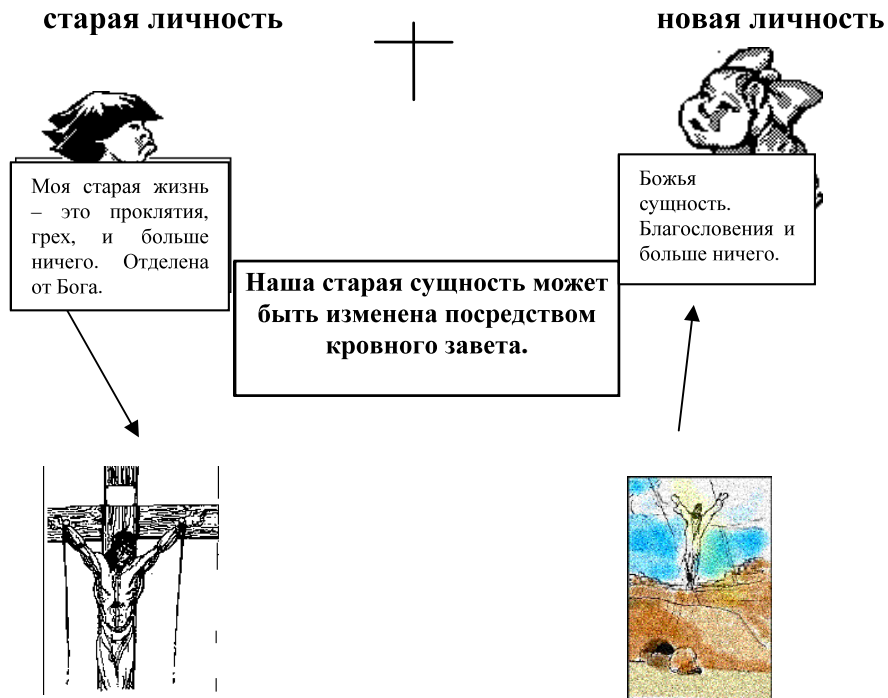 старая личность
новая личность
Моя старая жизнь
– это проклятия,
грех, и больше
ничего. Отделена
от Бога.
Божья
сущность.
Благословения и
больше ничего.
Наша старая сущность может
быть изменена посредством
кровного завета.